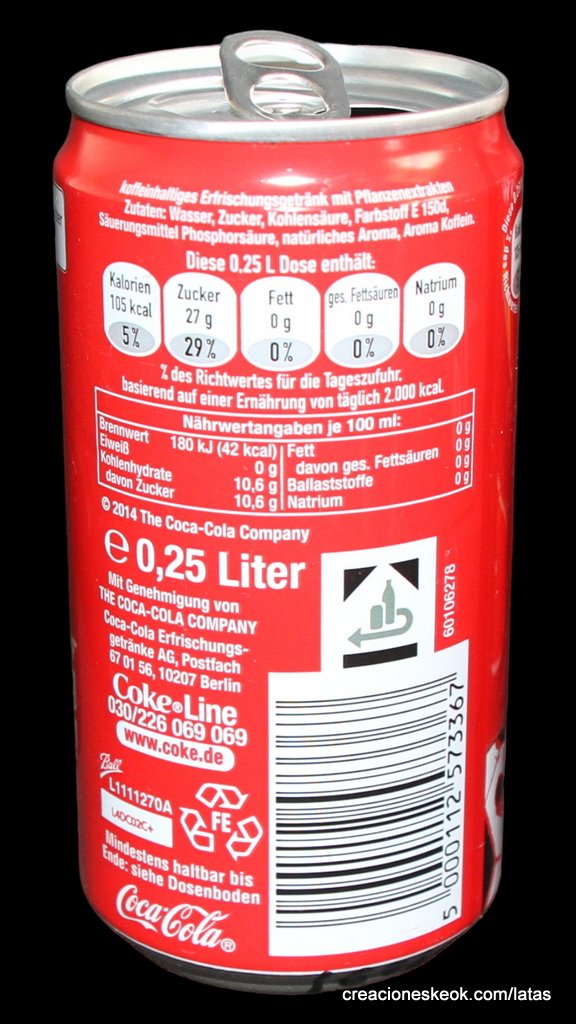 koffeinhaltiges Erfrischungsgetränk mit Pflanzenextrakten
Zutaten: Wasser, Zucker, Kohlensäure, Farbstoff E 150d,
Säuerungsmittel Phosphorsäure, natürliches Aroma, Aroma Koffein.
Diese 0,25 L Dose enthält:
Kalorien
105 kcal
5%
Zucker
27 g
29%
Fett
0 g
0%
ges. Fettsäuren
0 g
0%
Natrium
0 g
0%
% des Richtwertes für die Tageszufuhr,
basierend auf einer Ernährung von täglich 2.000 kcal.
Nährwertangaben je 100 ml:
Brennwert 180 kJ (42 kcal)
Eiweiß 0 g
Kohlenhydrate 10,6 g
davon Zucker 10,6 g
Fett 0 g
davon ges. Fettsäuren 0 g
Ballaststoffe 0 g
Natrium 0 g
© 2014 The Coca-Cola Company
e 0,25 Liter
Mit Genehmigung von
THE COCA-COLA COMPANY
Coca-Cola Erfrischungs-
getränke AG, Postfach
67 01 56, 10207 Berlin
Coke®Line
030/226 069 069
www.coke.de
60106278
Ball
L1111270A
FE
Mindestens haltbar bis
Ende: siehe Dosenboden
Coca-Cola®
5 000112 573367
creacioneskeok.com/latas